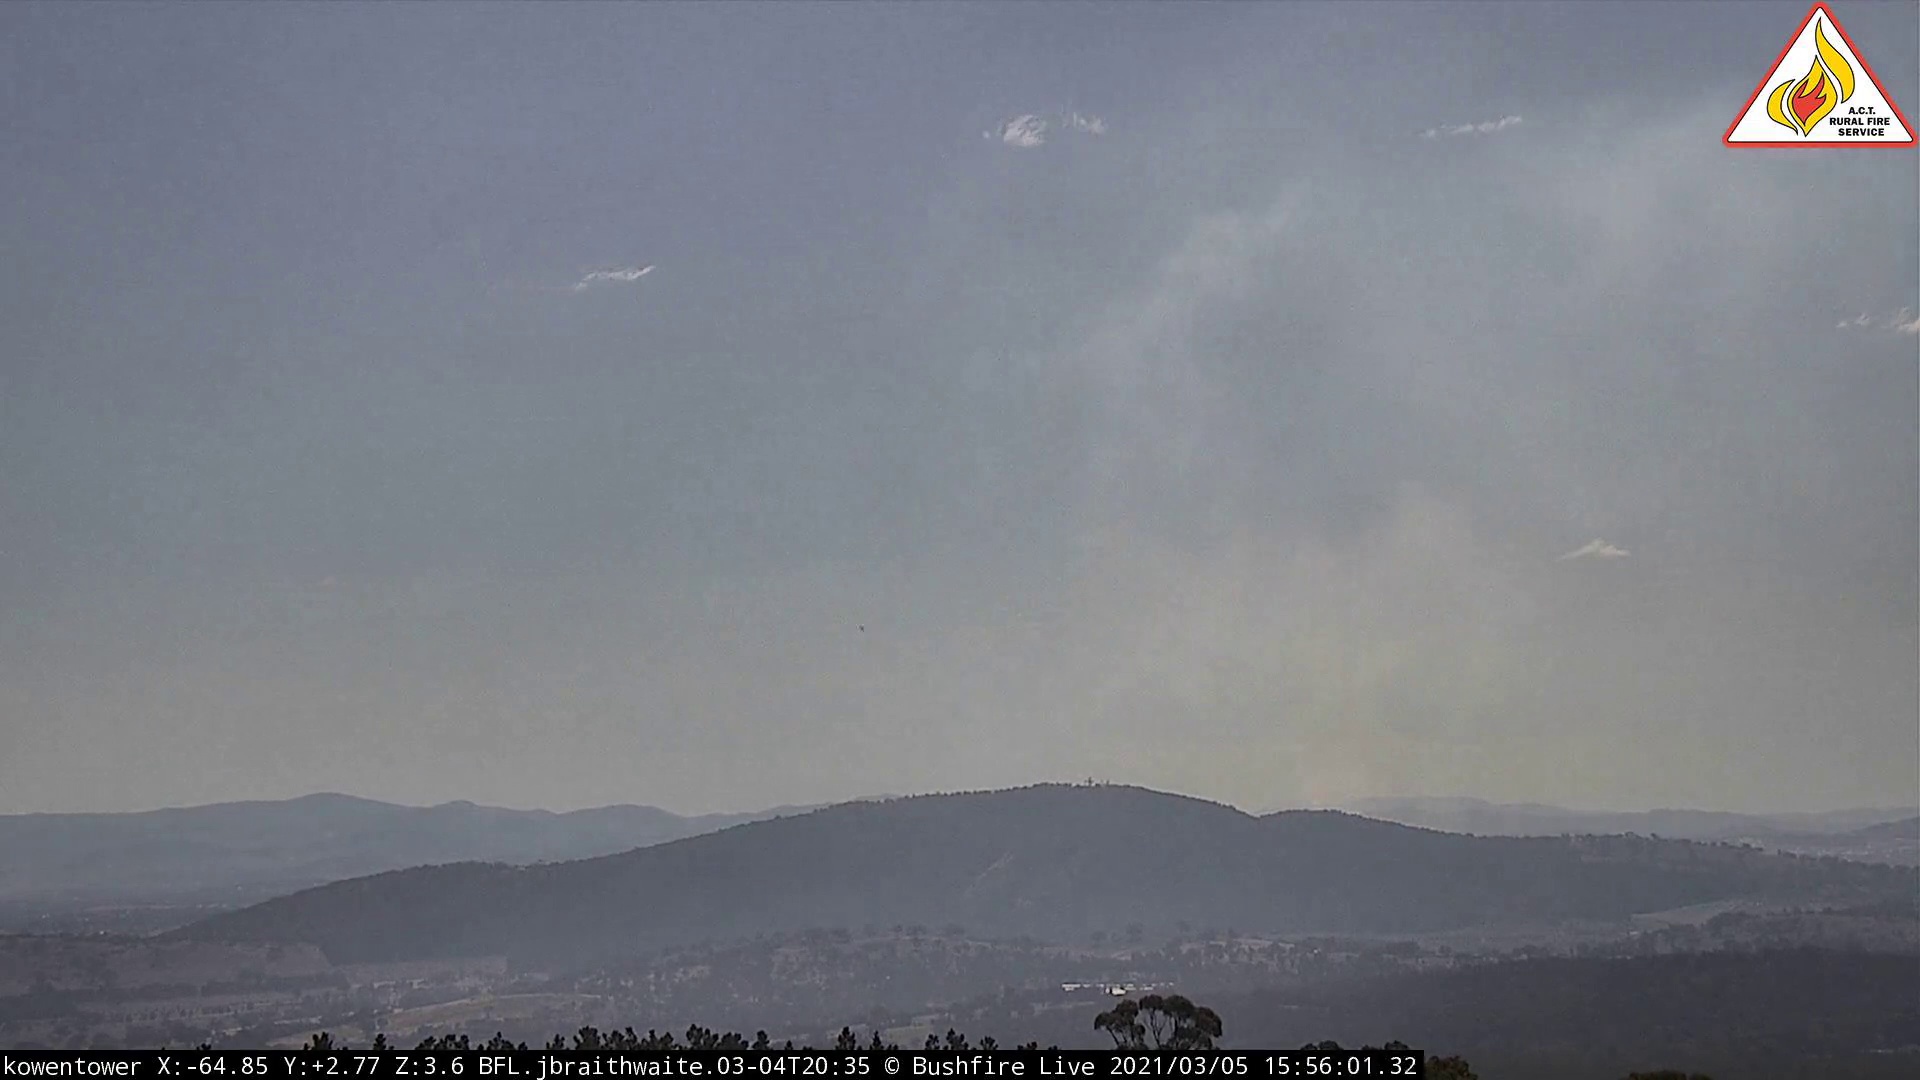 A.C.T.
RURAL FIRE
SERVICE
kowentower X:-64.85 Y:+2.77 Z:3.6 BFL.jbraithwaite.03-04T20:35 © Bushfire Live 2021/03/05 15:56:01.32